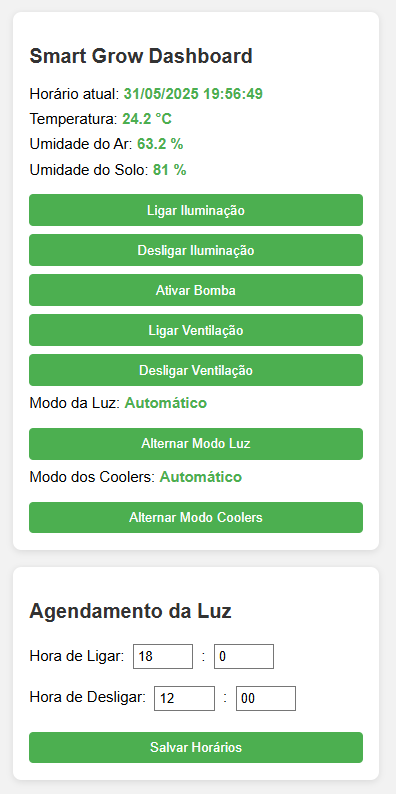 Smart Grow Dashboard
Horário atual: 31/05/2025 19:56:49
Temperatura: 24.2 °C
Umidade do Ar: 63.2 %
Umidade do Solo: 81 %
Ligar Iluminação
Desligar Iluminação
Ativar Bomba
Ligar Ventilação
Desligar Ventilação
Modo da Luz: Automático
Alternar Modo Luz
Modo dos Coolers: Automático
Alternar Modo Coolers
Agendamento da Luz
Hora de Ligar: 18 : 0
Hora de Desligar: 12 : 00
Salvar Horários